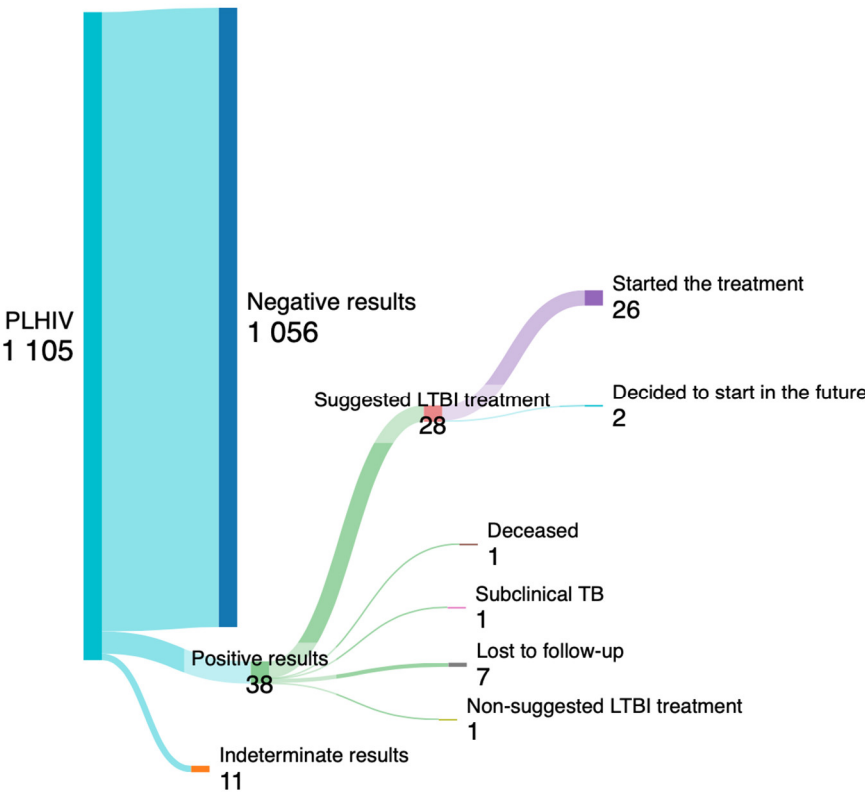 PLHIV
1 105
Negative results
1 056
Started the treatment
26
Suggested LTBI treatment
28
Decided to start in the future
2
Deceased
1
Subclinical TB
1
Positive results
38
Lost to follow-up
7
Non-suggested LTBI treatment
1
Indeterminate results
11